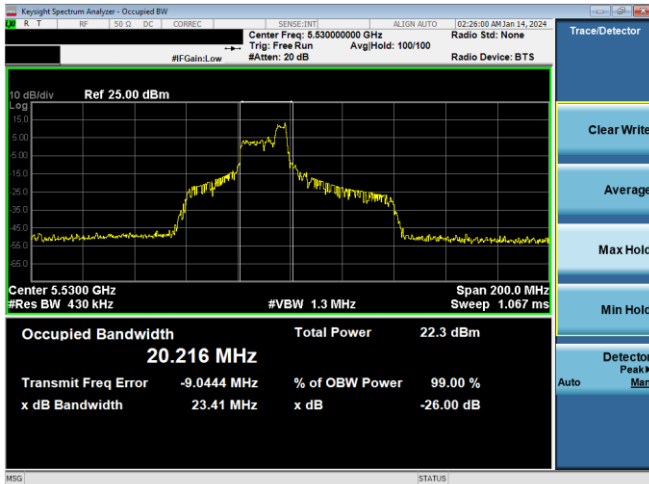 Keysight Spectrum Analyzer - Occupied BW
R T RF 50 Ω DC CORREC SENSE:INT ALIGN AUTO 02:26:00 AM Jan 14, 2024
Center Freq: 5.530000000 GHz Radio Std: None
Trig: Free Run Avg|Hold: 100/100
#IFGain:Low #Atten: 20 dB Radio Device: BTS
10 dB/div Ref 25.00 dBm
Log
15.0
5.00
-5.00
-15.0
-25.0
-35.0
-45.0
-55.0
-65.0
Center 5.5300 GHz Span 200.0 MHz
#Res BW 430 kHz #VBW 1.3 MHz Sweep 1.067 ms
Occupied Bandwidth Total Power 22.3 dBm
20.216 MHz
Transmit Freq Error -9.0444 MHz % of OBW Power 99.00 %
x dB Bandwidth 23.41 MHz x dB -26.00 dB
MSG STATUS
Trace/Detector
Clear Write
Average
Max Hold
Min Hold
Detector
Peak
Auto Man